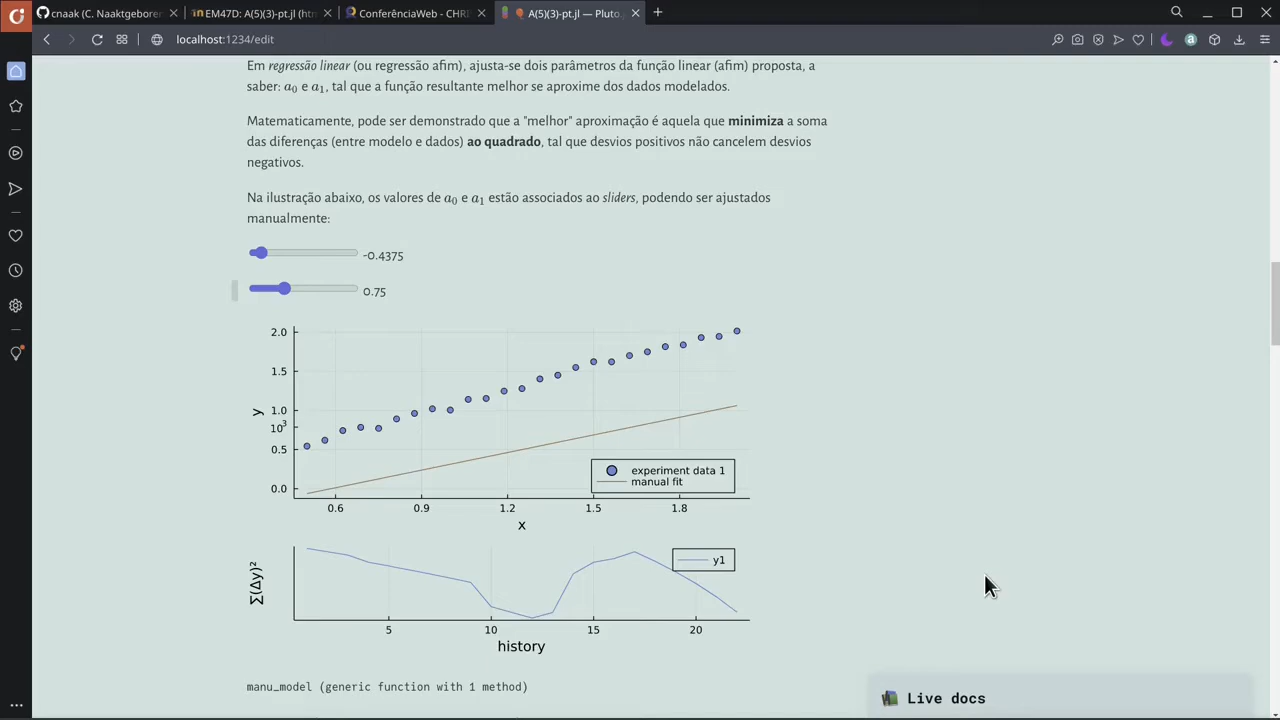 cnaak (C. Naaktgeboren
EM47D: A(5)(3)-pt.jl (htt
ConferênciaWeb - CHRI
A(5)(3)-pt.jl — Pluto.
localhost:1234/edit
Em regressão linear (ou regressão afim), ajusta-se dois parâmetros da função linear (afim) proposta, a
saber: a₀ e a₁, tal que a função resultante melhor se aproxime dos dados modelados.
Matematicamente, pode ser demonstrado que a "melhor" aproximação é aquela que minimiza a soma
das diferenças (entre modelo e dados) ao quadrado, tal que desvios positivos não cancelem desvios
negativos.
Na ilustração abaixo, os valores de a₀ e a₁ estão associados ao sliders, podendo ser ajustados
manualmente:
-0.4375
0.75
2.0
1.5
y
1.0
10³
0.5
0.0
experiment data 1
manual fit
0.6 0.9 1.2 1.5 1.8
x
Σ(Δy)²
y1
5 10 15 20
history
manu_model (generic function with 1 method)
Live docs